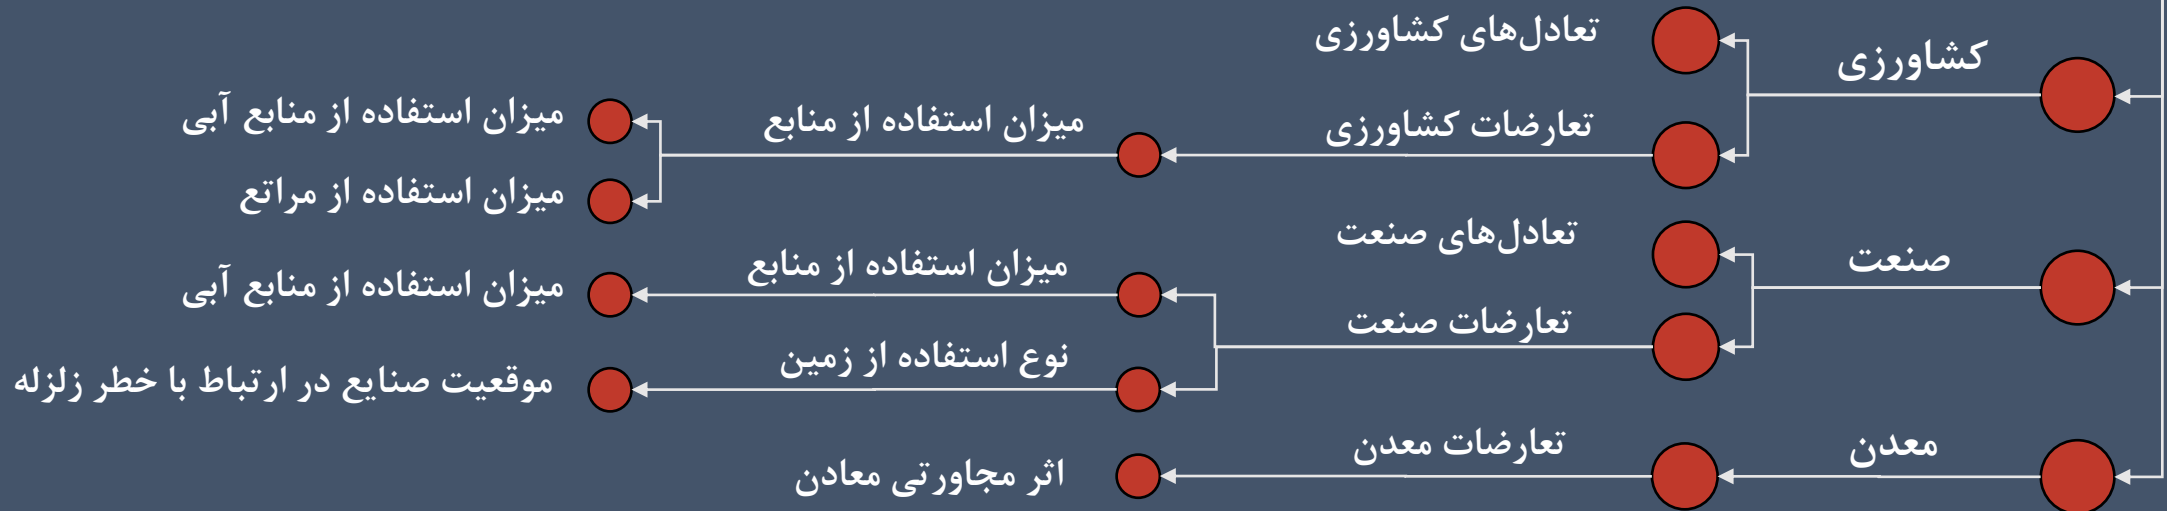 کشاورزی
تعادل‌های کشاورزی
تعارضات کشاورزی
میزان استفاده از منابع
میزان استفاده از منابع آبی
میزان استفاده از مراتع
صنعت
تعادل‌های صنعت
تعارضات صنعت
میزان استفاده از منابع
میزان استفاده از منابع آبی
نوع استفاده از زمین
موقعیت صنایع در ارتباط با خطر زلزله
معدن
تعارضات معدن
اثر مجاورتی معادن